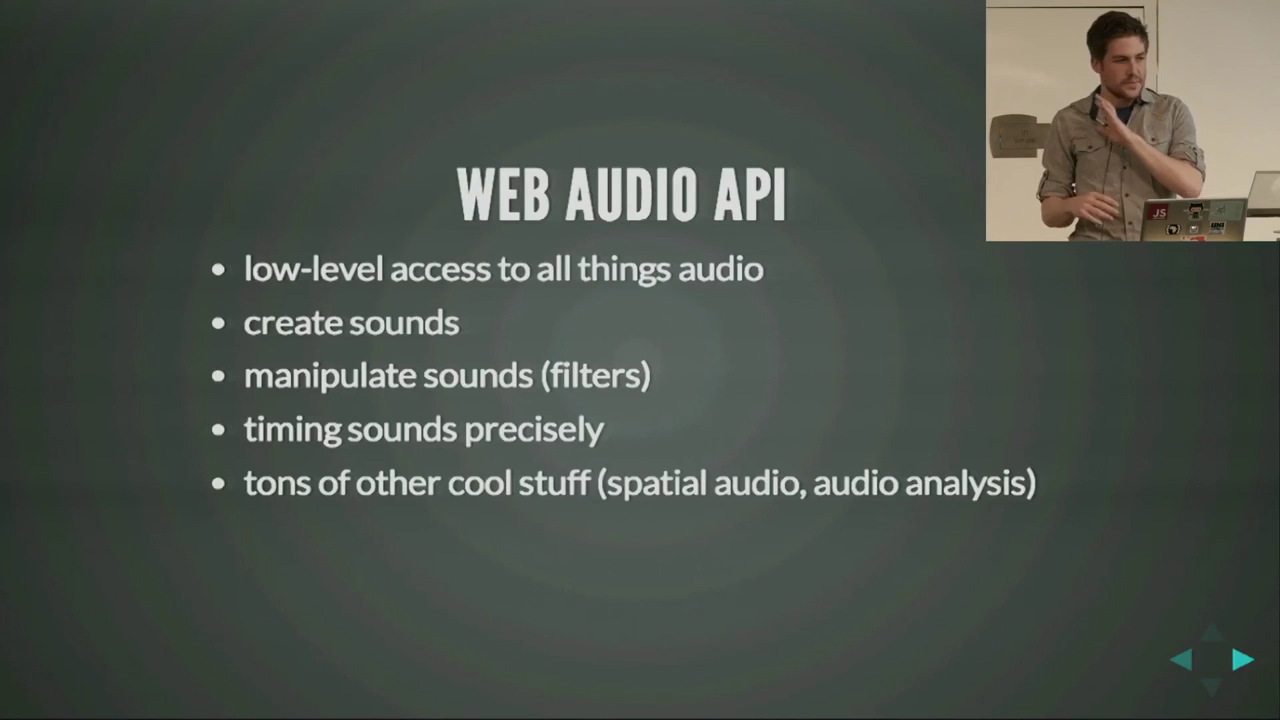 WEB AUDIO API
low-level access to all things audio
create sounds
manipulate sounds (filters)
timing sounds precisely
tons of other cool stuff (spatial audio, audio analysis)
JS